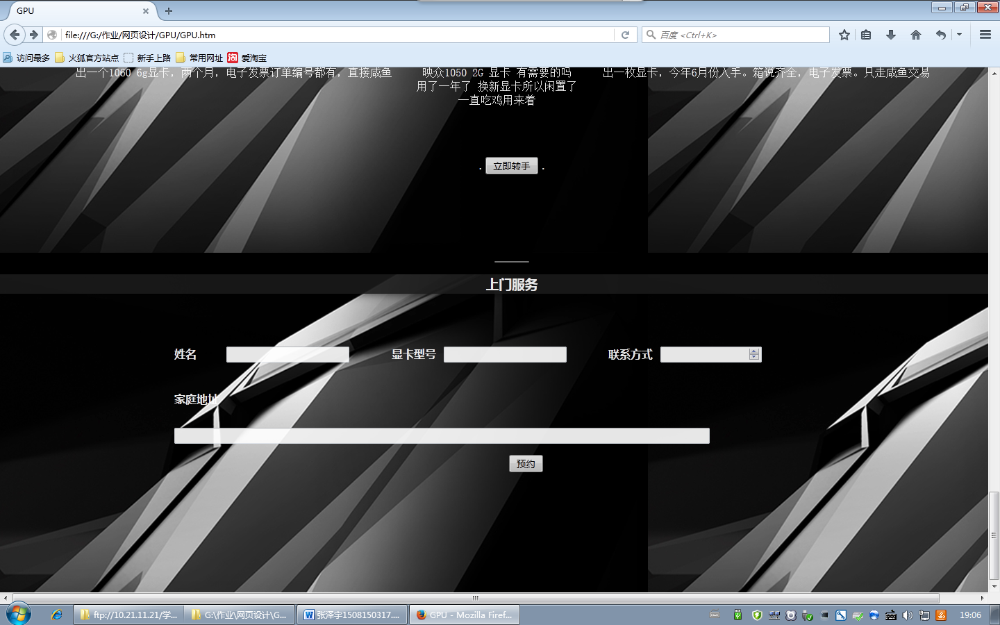 GPU
file:///G:/作业/网页设计/GPU/GPU.htm
百度 <Ctrl+K>
访问最多
火狐官方站点
新手上路
常用网址
爱淘宝
出一个1060 6g显卡，两个月，电子发票订单编号都有，直接咸鱼
映众1050 2G 显卡 有需要的吗
用了一年了 换新显卡所以闲置了
一直吃鸡用来着
出一枚显卡，今年6月份入手。箱说齐全，电子发票。只走咸鱼交易
. 立即转手 .
上门服务
姓名
显卡型号
联系方式
家庭地址
预约
ftp://10.21.11.21/学...
G:\作业\网页设计\G...
张泽宇1508150317....
GPU - Mozilla Firef...
19:06